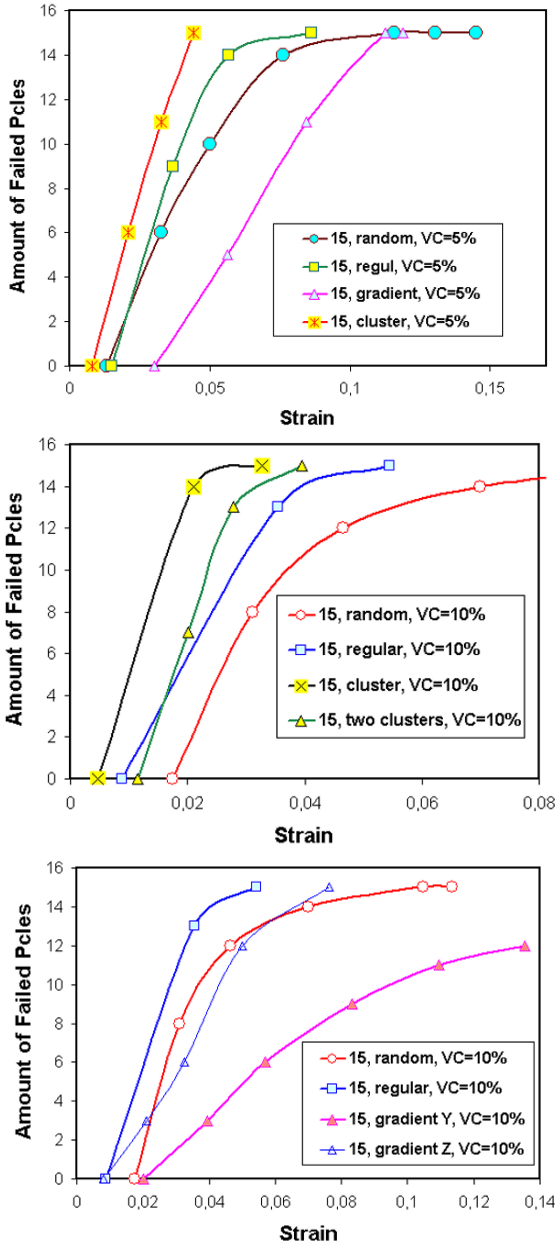 16
14
12
10
8
6
4
2
0
Amount of Failed Pcles
15, random, VC=5%
15, regul, VC=5%
15, gradient, VC=5%
15, cluster, VC=5%
0 0,05 0,1 0,15
Strain
16
14
12
10
8
6
4
2
0
Amount of Failed Pcles
15, random, VC=10%
15, regular, VC=10%
15, cluster, VC=10%
15, two clusters, VC=10%
0 0,02 0,04 0,06 0,08
Strain
16
14
12
10
8
6
4
2
0
Amount of Failed Pcles
15, random, VC=10%
15, regular, VC=10%
15, gradient Y, VC=10%
15, gradient Z, VC=10%
0 0,02 0,04 0,06 0,08 0,1 0,12 0,14
Strain